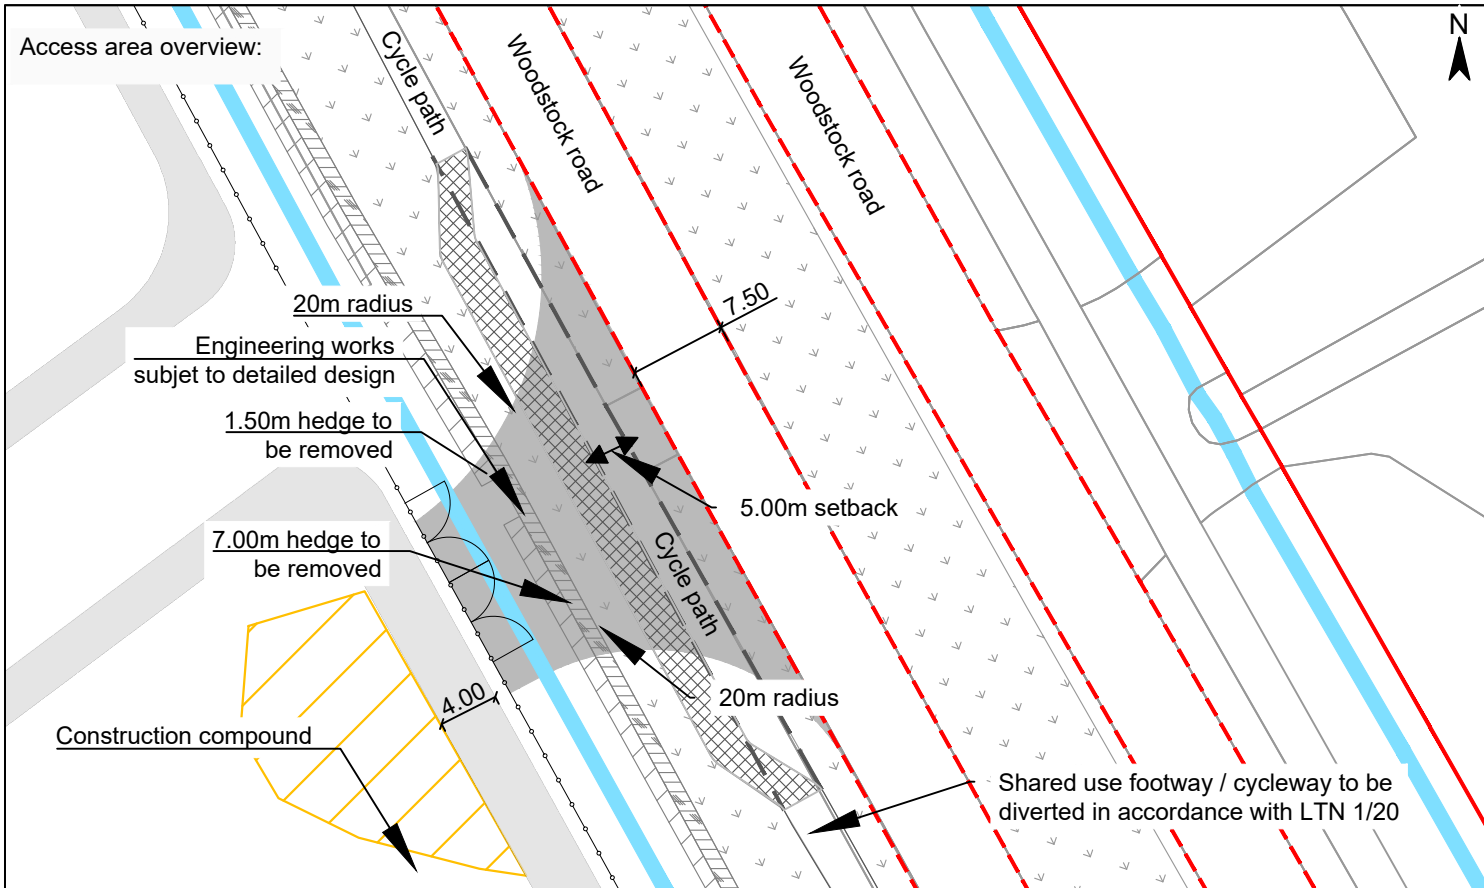 Access area overview:
N
Cycle path
Woodstock road
Woodstock road
20m radius
7.50
Engineering works
subjet to detailed design
1.50m hedge to
be removed
5.00m setback
7.00m hedge to
be removed
Cycle path
20m radius
4.00
Construction compound
Shared use footway / cycleway to be
diverted in accordance with LTN 1/20